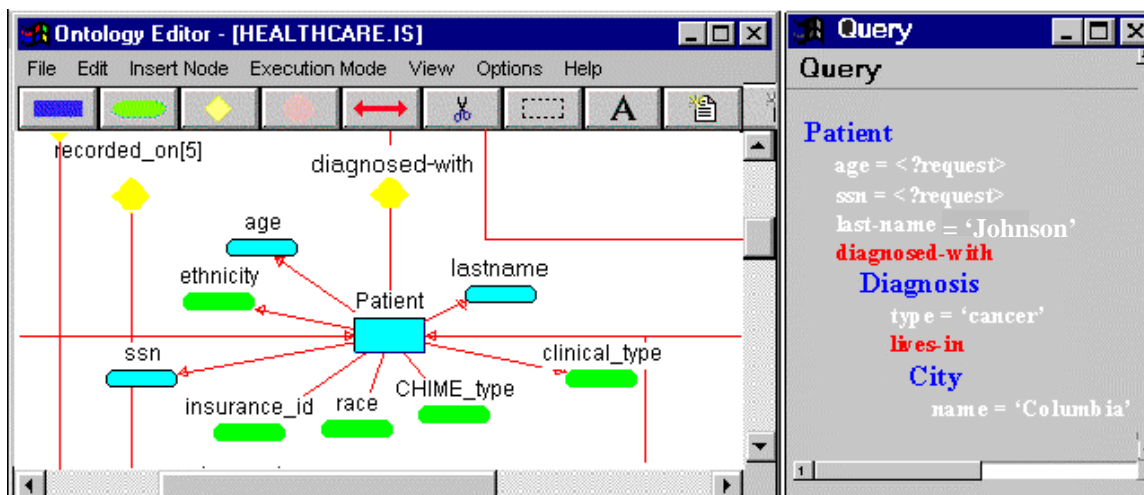 Ontology Editor - [HEALTHCARE.IS]
File Edit Insert Node Execution Mode View Options Help
A
recorded_on[5]
diagnosed-with
age
ethnicity
lastname
Patient
ssn
clinical_type
insurance_id
race
CHIME_type
Query
Query
Patient
age = <?request>
ssn = <?request>
last-name = ‘Johnson’
diagnosed-with
Diagnosis
type = ‘cancer’
lives-in
City
name = ‘Columbia’
1